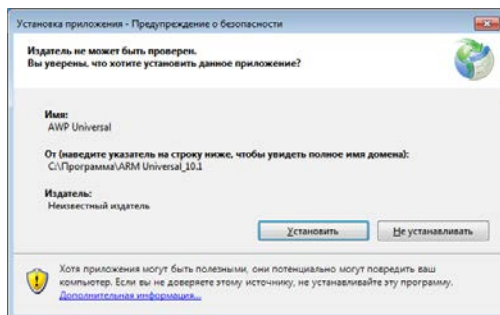 Установка приложения - Предупреждение о безопасности
Издатель не может быть проверен.
Вы уверены, что хотите установить данное приложение?
Имя:
AWP Universal
От (наведите указатель на строку ниже, чтобы увидеть полное имя домена):
C:\Программа\ARM Universal_10.1
Издатель:
Неизвестный издатель
Установить
Не устанавливать
Хотя приложения могут быть полезными, они потенциально могут повредить ваш
компьютер. Если вы не доверяете этому источнику, не устанавливайте эту программу.
Дополнительная информация...